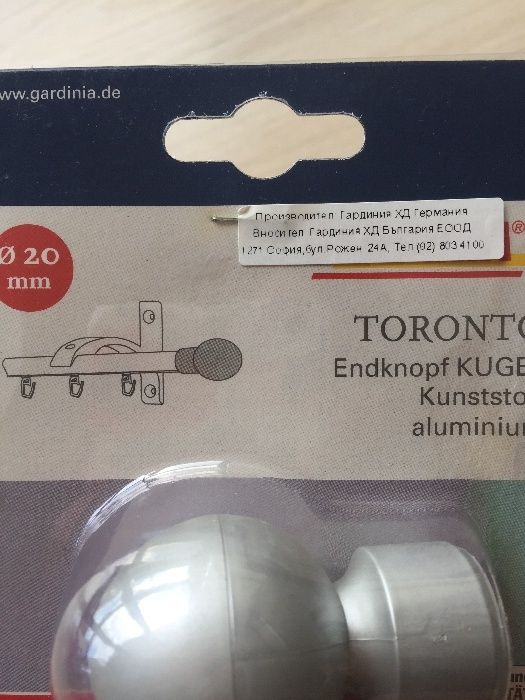 www.gardinia.de
Производител: Гардиния ХД Германия
Вносител: Гардиния ХД България ЕООД
1271 София, бул.Рожен 24А, Тел.(92) 803 4100
®
Ø 20
mm
TORONTO
Endknopf KUGE
Kunststo
aluminiu